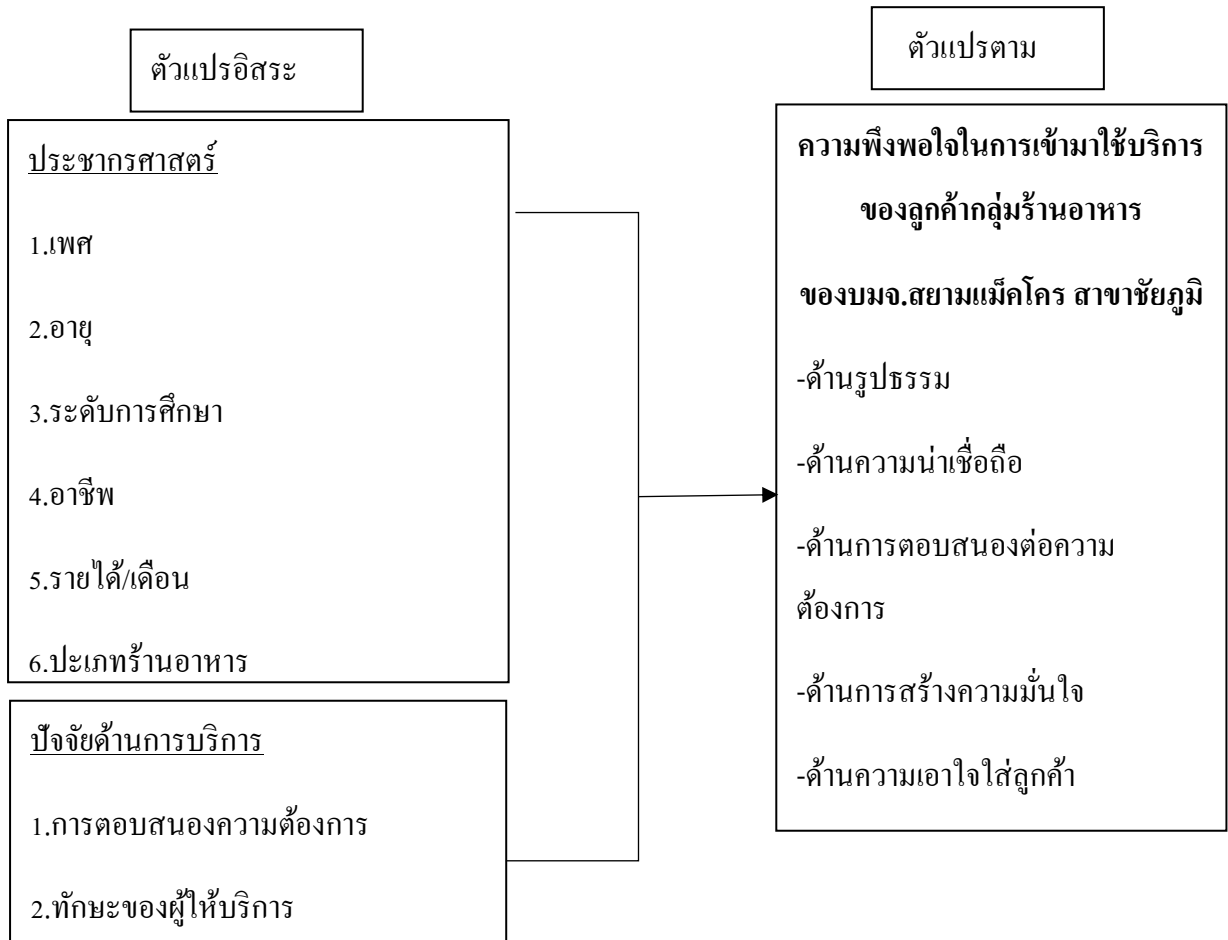 ตัวแปรอิสระ
ประชากรศาสตร์
1.เพศ
2.อายุ
3.ระดับการศึกษา
4.อาชีพ
5.รายได้/เดือน
6.ปะเภทร้านอาหาร
ปัจจัยด้านการบริการ
1.การตอบสนองความต้องการ
2.ทักษะของผู้ให้บริการ
ตัวแปรตาม
ความพึงพอใจในการเข้ามาใช้บริการ
ของลูกค้ากลุ่มร้านอาหาร
ของบมจ.สยามแม็คโคร สาขาชัยภูมิ
-ด้านรูปธรรม
-ด้านความน่าเชื่อถือ
-ด้านการตอบสนองต่อความ
ต้องการ
-ด้านการสร้างความมั่นใจ
-ด้านความเอาใจใส่ลูกค้า